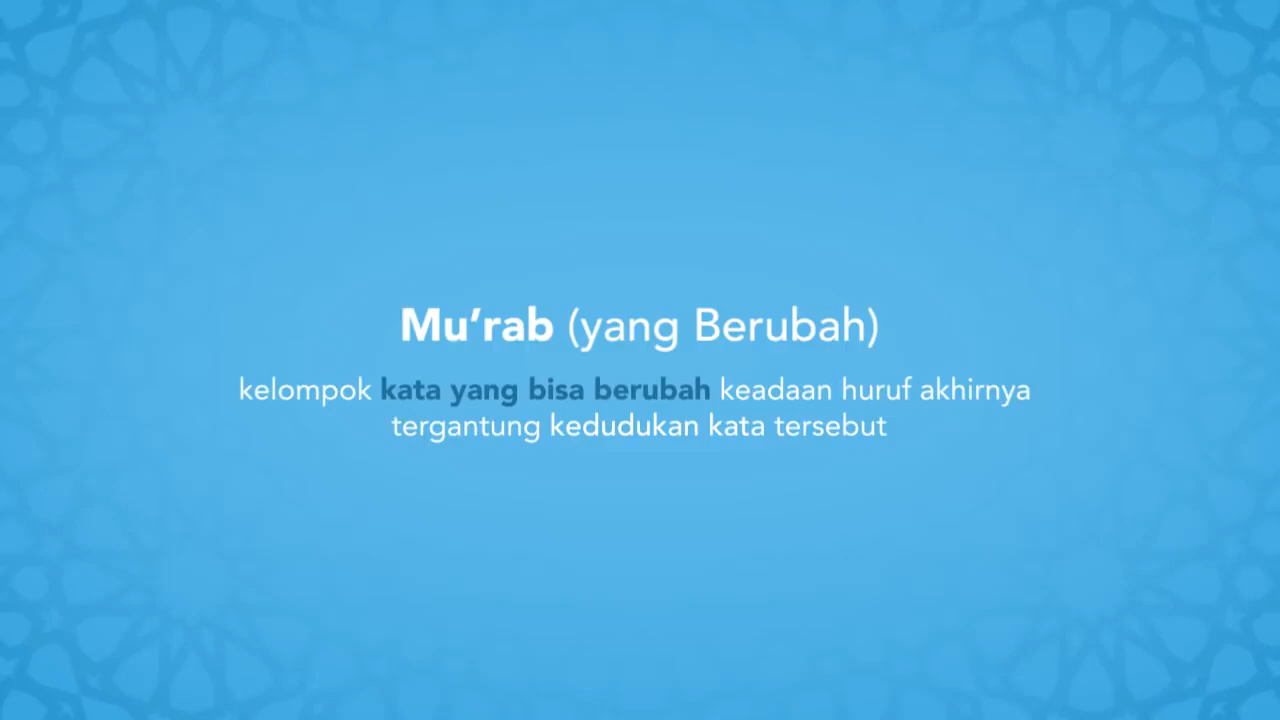 Mu’rab (yang Berubah)
kelompok kata yang bisa berubah keadaan huruf akhirnya
tergantung kedudukan kata tersebut